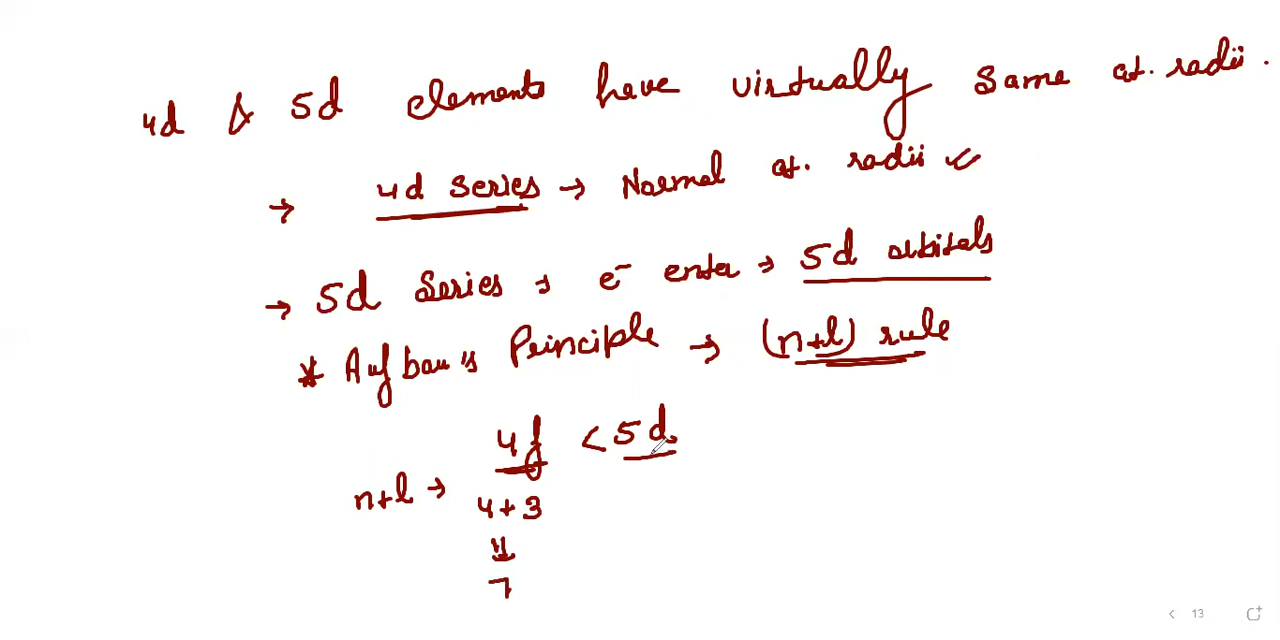 4d & 5d elements have virtually same at. radii.
→ 4d series → Normal at. radii ✓
→ 5d series → e⁻ enter → 5d orbitals
* Aufbau's Principle → (n+l) rule
4f < 5d
n+l → 4+3
⇓
7
< 13